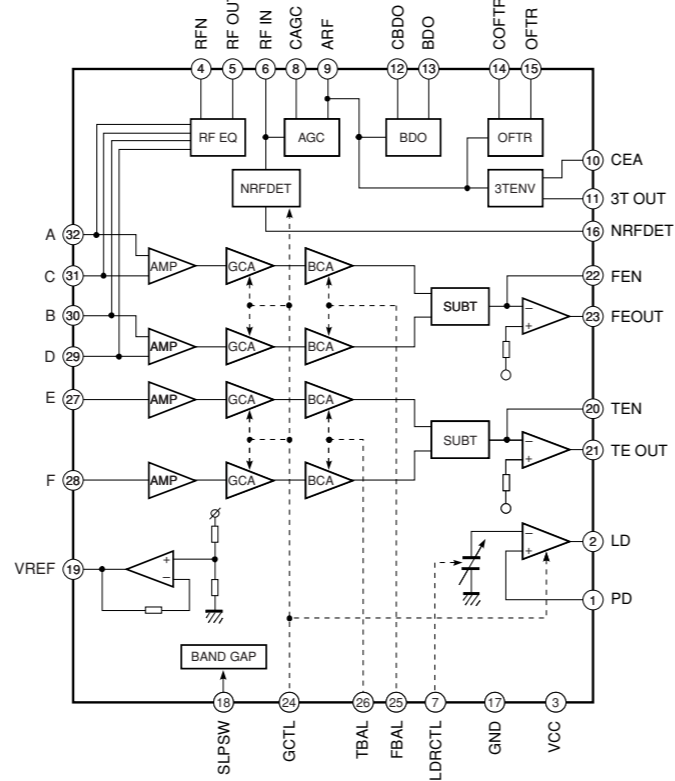 RFN
RF OUT
RF IN
CAGC
ARF
CBDO
BDO
COFTR
OFTR
4
5
6
8
9
12
13
14
15
RF EQ
AGC
BDO
OFTR
NRFDET
3TENV
10 CEA
11 3T OUT
16 NRFDET
A 32
C 31
B 30
D 29
E 27
F 28
VREF 19
AMP GCA BCA
AMP GCA BCA
SUBT
− +
22 FEN
23 FEOUT
AMP GCA BCA
AMP GCA BCA
SUBT
− +
20 TEN
21 TE OUT
+ −
− +
2 LD
1 PD
BAND GAP
18
24
26
25
7
17
3
SLPSW
GCTL
TBAL
FBAL
LDRCTL
GND
VCC